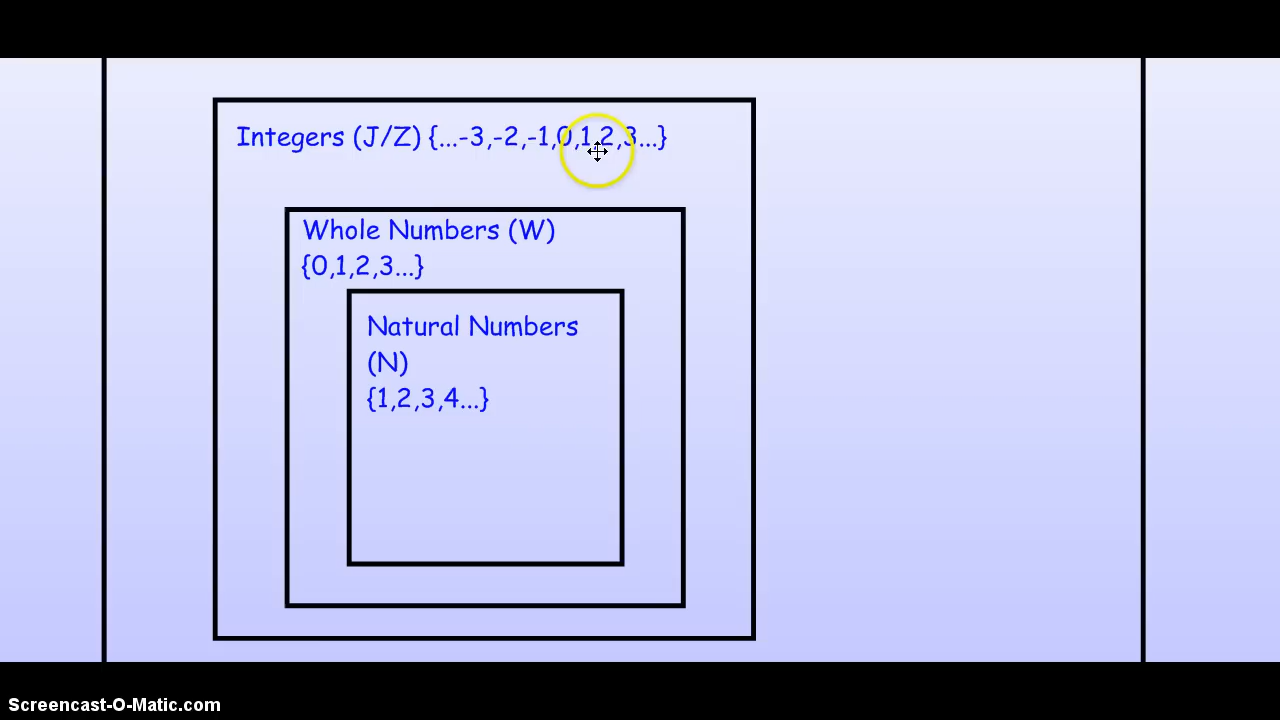 Integers (J/Z) {...-3,-2,-1,0,1,2,3...}
Whole Numbers (W)
{0,1,2,3...}
Natural Numbers
(N)
{1,2,3,4...}
Screencast-O-Matic.com